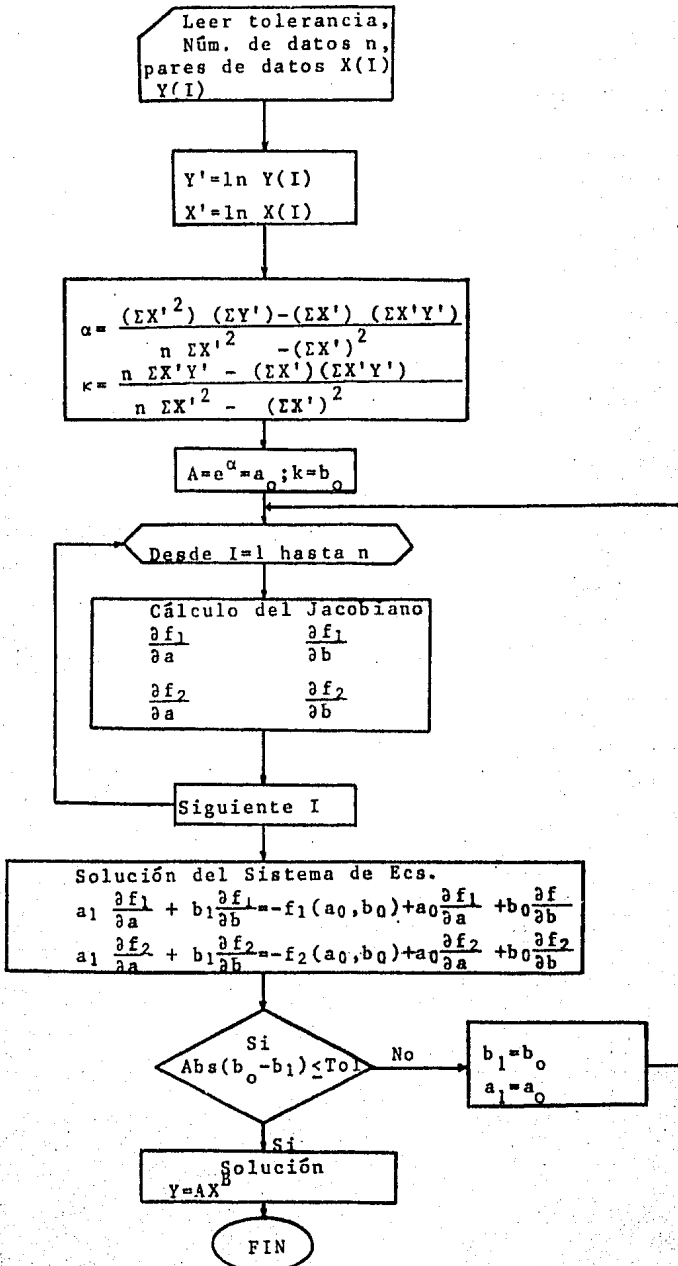 Leer tolerancia,
Núm. de datos n,
pares de datos X(I)
Y(I)
Y'=ln Y(I)
X'=ln X(I)
α= (ΣX'²) (ΣY')-(ΣX') (ΣX'Y')
n ΣX'² -(ΣX')²
κ= n ΣX'Y' - (ΣX')(ΣX'Y')
n ΣX'² - (ΣX')²
A=e^α=a₀;k=b₀
Desde I=1 hasta n
Cálculo del Jacobiano
∂f₁/∂a ∂f₁/∂b
∂f₂/∂a ∂f₂/∂b
Siguiente I
Solución del Sistema de Ecs.
a₁ ∂f₁/∂a + b₁∂f₁/∂b=-f₁(a₀,b₀)+a₀∂f₁/∂a +b₀∂f/∂b
a₁ ∂f₂/∂a + b₁∂f₂/∂b=-f₂(a₀,b₀)+a₀∂f₂/∂a +b₀∂f₂/∂b
Si
Abs(b₀-b₁)≤Tol
No
b₁=b₀
a₁=a₀
Si
Solución
Y=AX^B
FIN